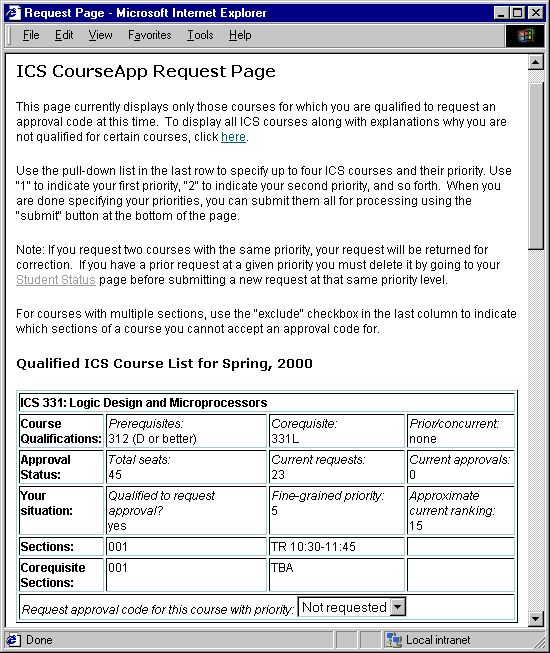 Request Page - Microsoft Internet Explorer
File Edit View Favorites Tools Help
ICS CourseApp Request Page
This page currently displays only those courses for which you are qualified to request an
approval code at this time. To display all ICS courses along with explanations why you are
not qualified for certain courses, click here.
Use the pull-down list in the last row to specify up to four ICS courses and their priority. Use
"1" to indicate your first priority, "2" to indicate your second priority, and so forth. When you
are done specifying your priorities, you can submit them all for processing using the
"submit" button at the bottom of the page.
Note: If you request two courses with the same priority, your request will be returned for
correction. If you have a prior request at a given priority you must delete it by going to your
Student Status page before submitting a new request at that same priority level.
For courses with multiple sections, use the "exclude" checkbox in the last column to indicate
which sections of a course you cannot accept an approval code for.
Qualified ICS Course List for Spring, 2000
ICS 331: Logic Design and Microprocessors
Course Prerequisites: Corequisite: Prior/concurrent:
Qualifications: 312 (D or better) 331L none
Approval Total seats: Current requests: Current approvals:
Status: 45 23 0
Your Qualified to request Fine-grained priority: Approximate
situation: approval? 5 current ranking:
yes 15
Sections: 001 TR 10:30-11:45
Corequisite 001 TBA
Sections:
Request approval code for this course with priority: Not requested
Done Local intranet